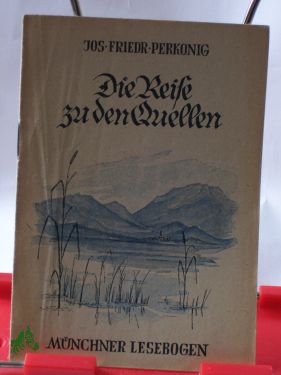 JOS·FRIEDR·PERKONIG
Die Reise
zu den Quellen
MÜNCHNER LESEBOGEN